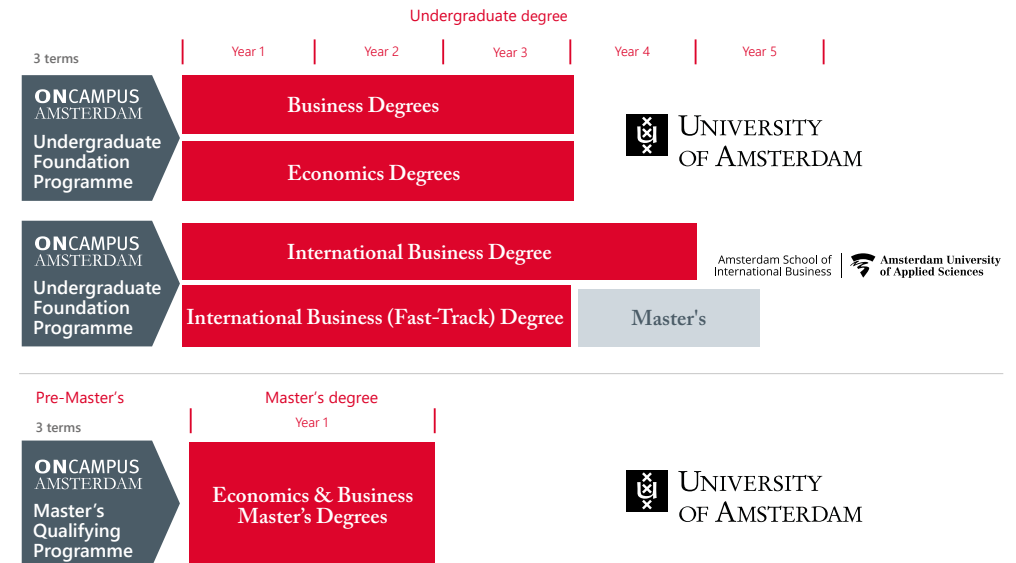 Undergraduate degree
3 terms
Year 1
Year 2
Year 3
Year 4
Year 5
ONCAMPUS
AMSTERDAM
Undergraduate
Foundation
Programme
Business Degrees
Economics Degrees
UNIVERSITY
OF AMSTERDAM
ONCAMPUS
AMSTERDAM
Undergraduate
Foundation
Programme
International Business Degree
International Business (Fast-Track) Degree
Master's
Amsterdam School of
International Business
Amsterdam University
of Applied Sciences
Pre-Master’s
3 terms
Master’s degree
Year 1
ONCAMPUS
AMSTERDAM
Master’s
Qualifying
Programme
Economics & Business
Master’s Degrees
UNIVERSITY
OF AMSTERDAM